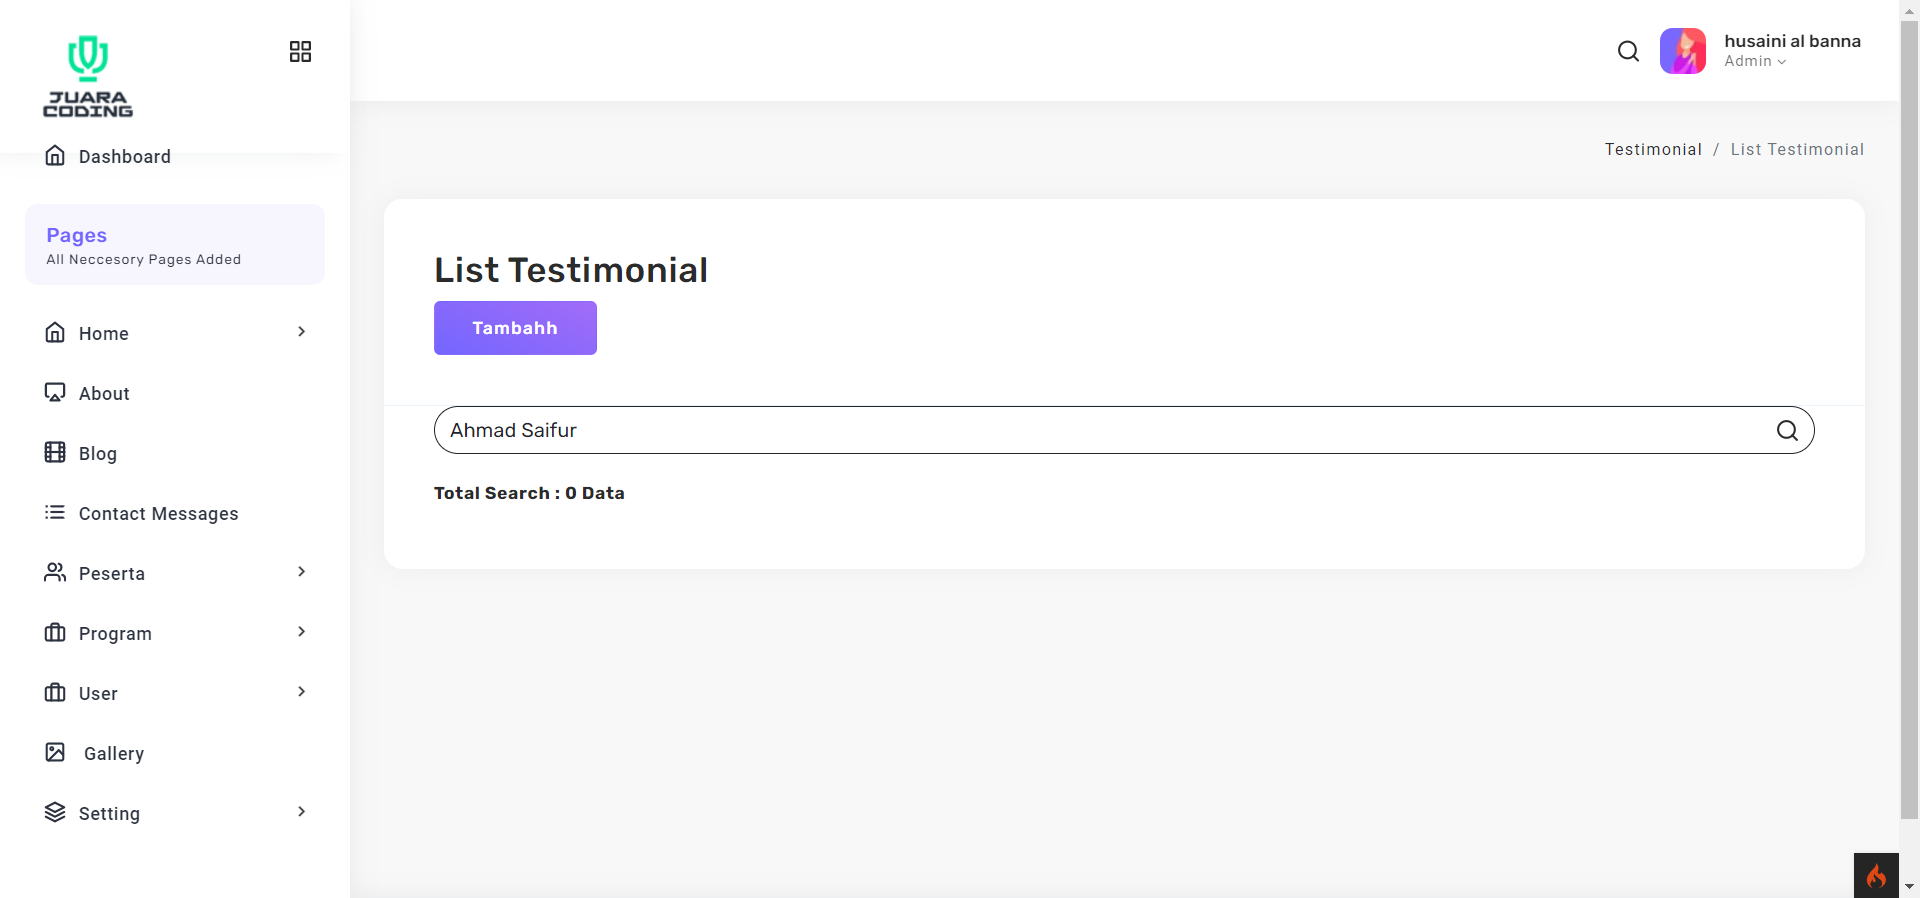 JUARA
CODING
husaini al banna
Admin
Dashboard
Testimonial / List Testimonial
Pages
All Neccesory Pages Added
List Testimonial
Tambahh
Home
About
Ahmad Saifur
Blog
Total Search : 0 Data
Contact Messages
Peserta
Program
User
Gallery
Setting